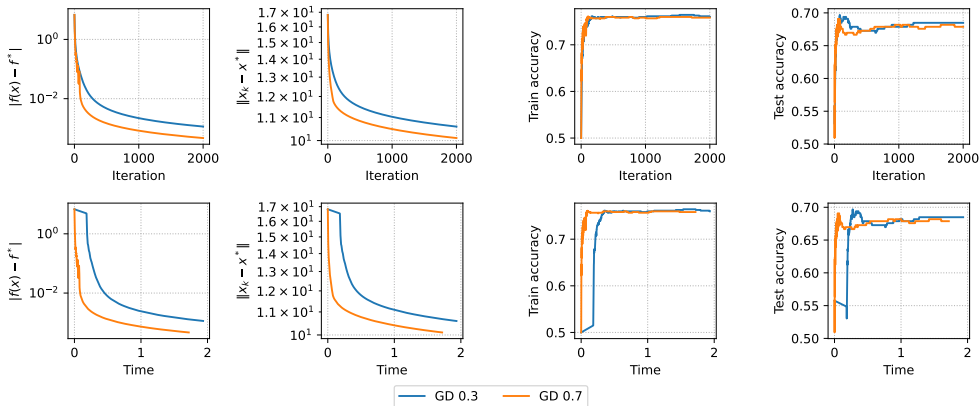 |f(x) − f*|
10⁰
10⁻²
0 1000 2000
Iteration
‖x_k − x*‖
1.7 × 10¹
1.6 × 10¹
1.5 × 10¹
1.4 × 10¹
1.3 × 10¹
1.2 × 10¹
1.1 × 10¹
10¹
0 1000 2000
Iteration
Train accuracy
0.7
0.6
0.5
0 1000 2000
Iteration
Test accuracy
0.70
0.65
0.60
0.55
0.50
0 1000 2000
Iteration
|f(x) − f*|
10⁰
10⁻²
0 1 2
Time
‖x_k − x*‖
1.7 × 10¹
1.6 × 10¹
1.5 × 10¹
1.4 × 10¹
1.3 × 10¹
1.2 × 10¹
1.1 × 10¹
10¹
0 1 2
Time
Train accuracy
0.7
0.6
0.5
0 1 2
Time
Test accuracy
0.70
0.65
0.60
0.55
0.50
0 1 2
Time
GD 0.3 GD 0.7